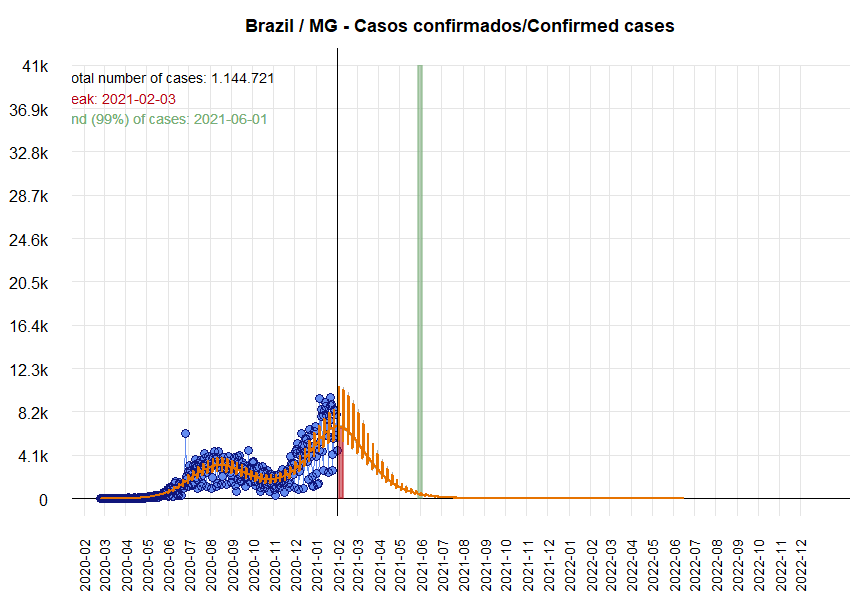 Brazil / MG - Casos confirmados/Confirmed cases
41k
otal number of cases: 1.144.721
eak: 2021-02-03
nd (99%) of cases: 2021-06-01
36.9k
32.8k
28.7k
24.6k
20.5k
16.4k
12.3k
8.2k
4.1k
0
2020-02
2020-03
2020-04
2020-05
2020-06
2020-07
2020-08
2020-09
2020-10
2020-11
2020-12
2021-01
2021-02
2021-03
2021-04
2021-05
2021-06
2021-07
2021-08
2021-09
2021-10
2021-11
2021-12
2022-01
2022-02
2022-03
2022-04
2022-05
2022-06
2022-07
2022-08
2022-09
2022-10
2022-11
2022-12